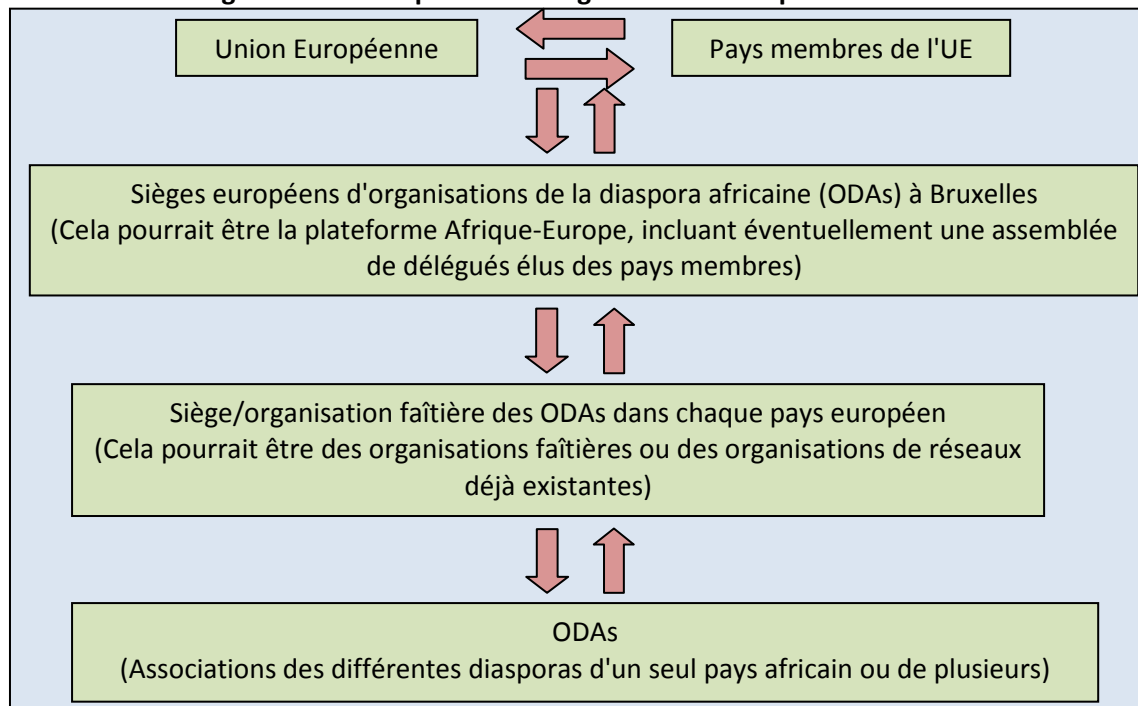 Union Européenne
Pays membres de l'UE
Sièges européens d'organisations de la diaspora africaine (ODAs) à Bruxelles
(Cela pourrait être la plateforme Afrique-Europe, incluant éventuellement une assemblée
de délégués élus des pays membres)
Siège/organisation faîtière des ODAs dans chaque pays européen
(Cela pourrait être des organisations faîtières ou des organisations de réseaux
déjà existantes)
ODAs
(Associations des différentes diasporas d'un seul pays africain ou de plusieurs)